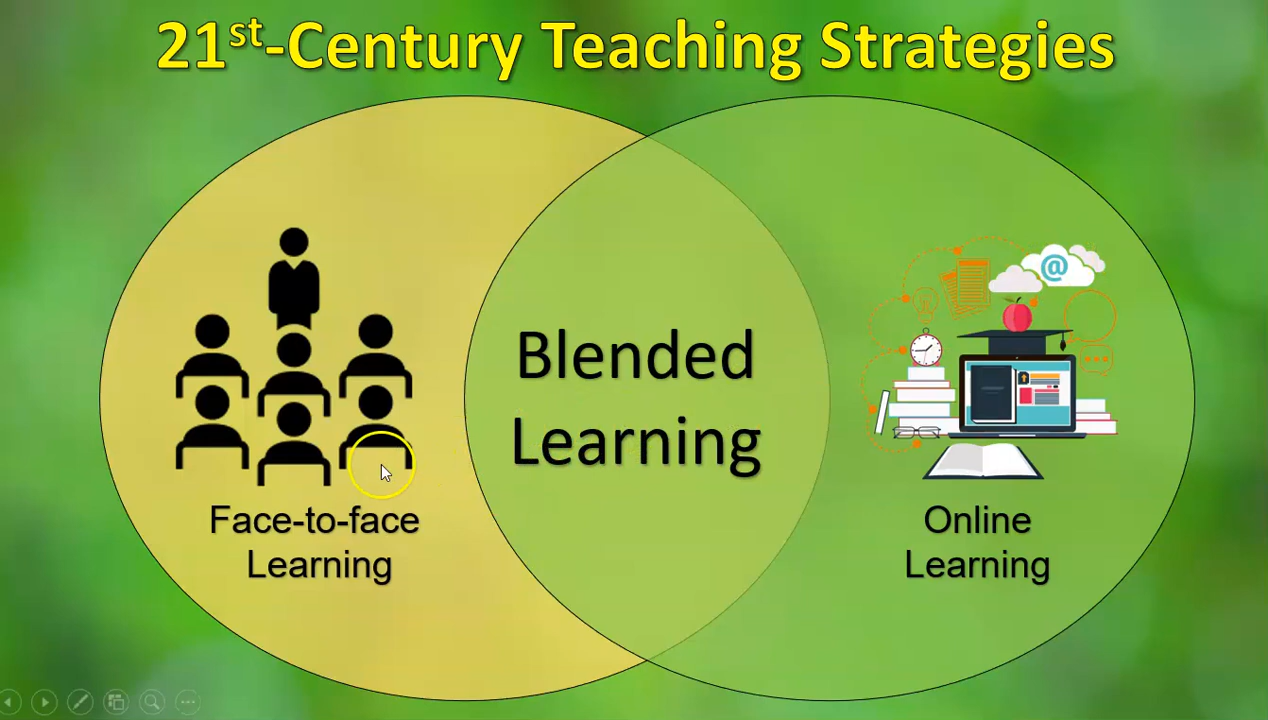 21st-Century Teaching Strategies
Blended
Learning
Face-to-face
Learning
@
Online
Learning